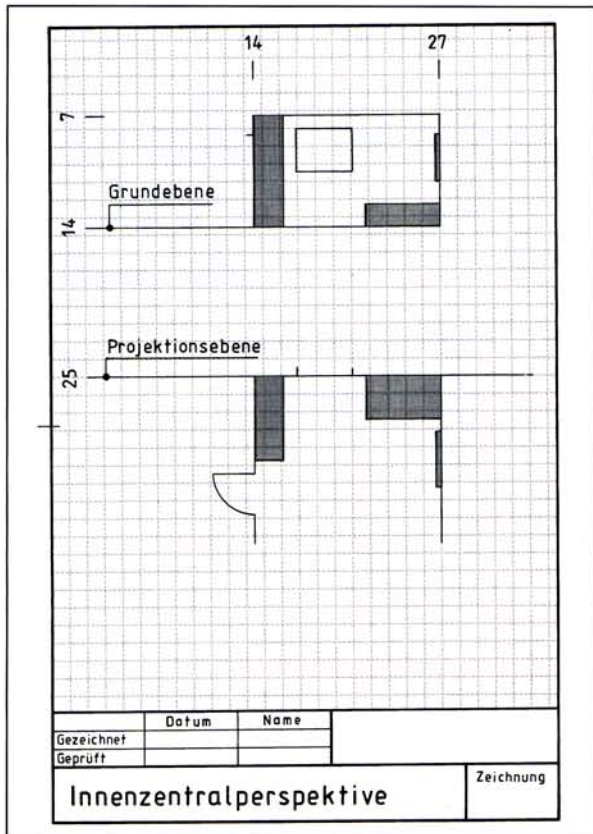 14 27
7
Grundebene
14
Projektionsebene
25
Datum Name
Gezeichnet
Geprüft
Innenzentralperspektive
Zeichnung